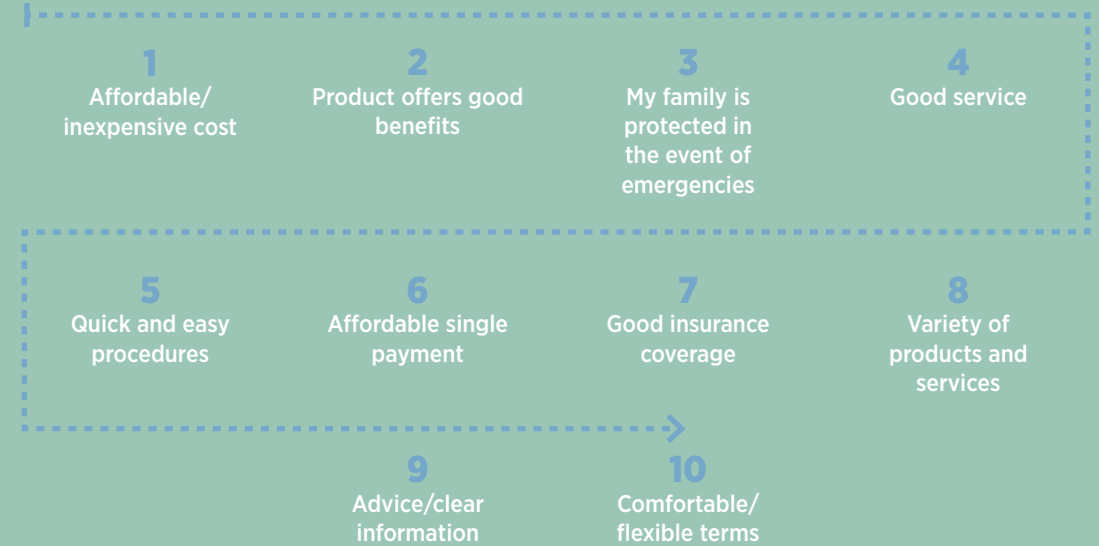 1
Affordable/
inexpensive cost
2
Product offers good
benefits
3
My family is
protected in
the event of
emergencies
4
Good service
5
Quick and easy
procedures
6
Affordable single
payment
7
Good insurance
coverage
8
Variety of
products and
services
9
Advice/clear
information
10
Comfortable/
flexible terms